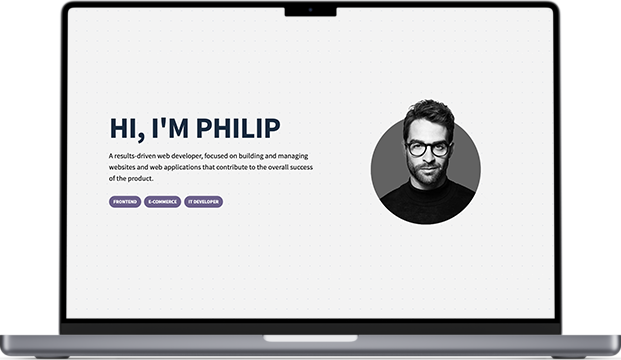 HI, I'M PHILIP
A results-driven web developer, focused on building and managing
websites and web applications that contribute to the overall success
of the product.
FRONTEND E-COMMERCE IT DEVELOPER